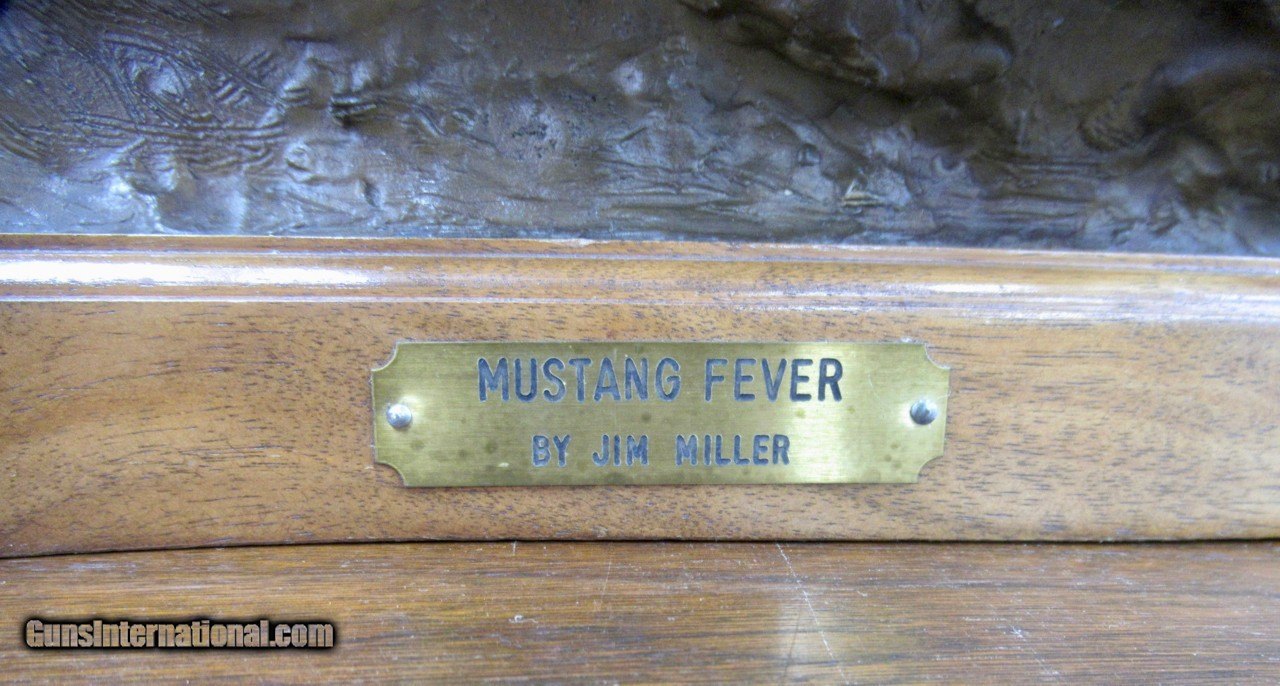 MUSTANG FEVER
BY JIM MILLER
GunsInternational.com